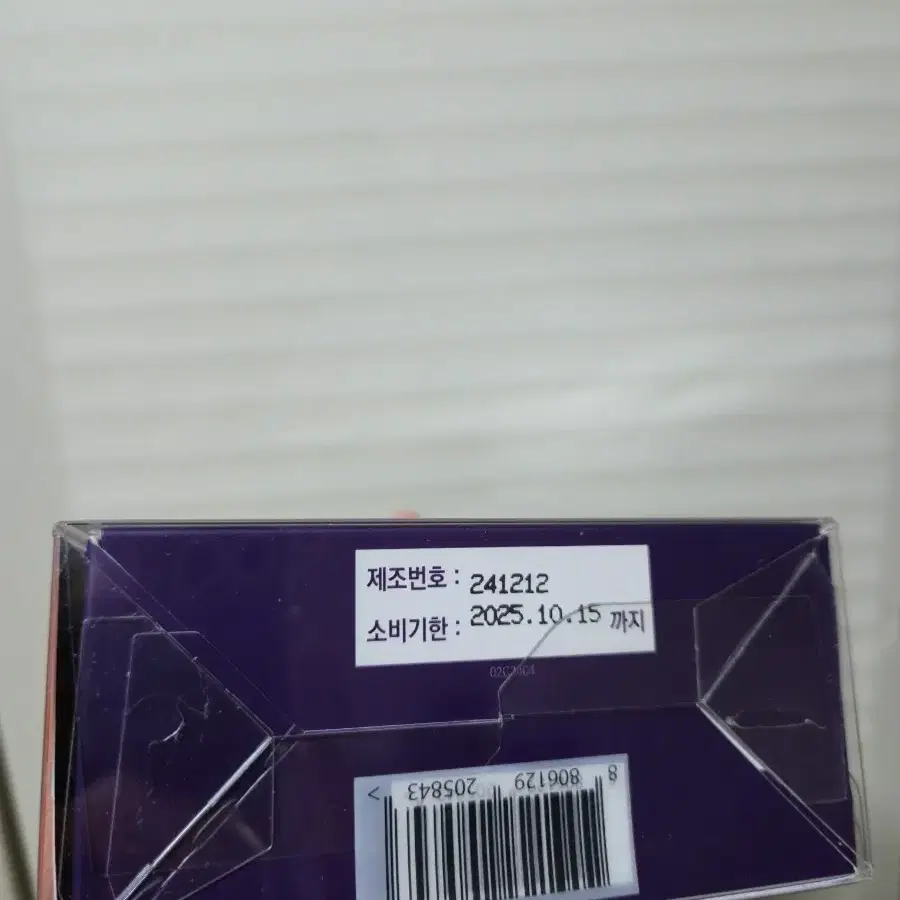 제조번호 : 241212
소비기한 : 2025.10.15 까지
8 806129 205843 >